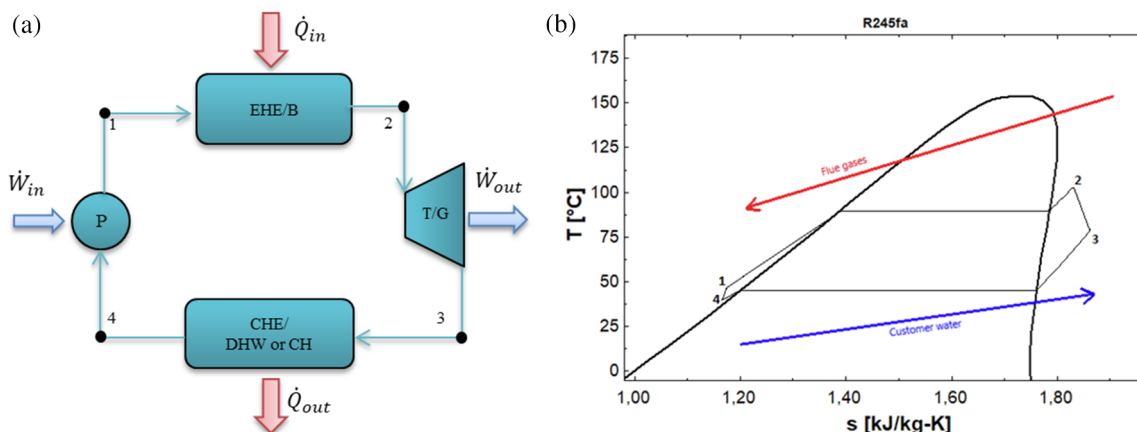 (a)
Q̇in
EHE/B
1
2
Ẇin
P
T/G
Ẇout
4
CHE/
DHW or CH
3
Q̇out
(b)
R245fa
T [°C]
175
150
125
100
75
50
25
0
Flue gases
2
3
1
4
Customer water
1,00
1,20
1,40
1,60
1,80
s [kJ/kg-K]